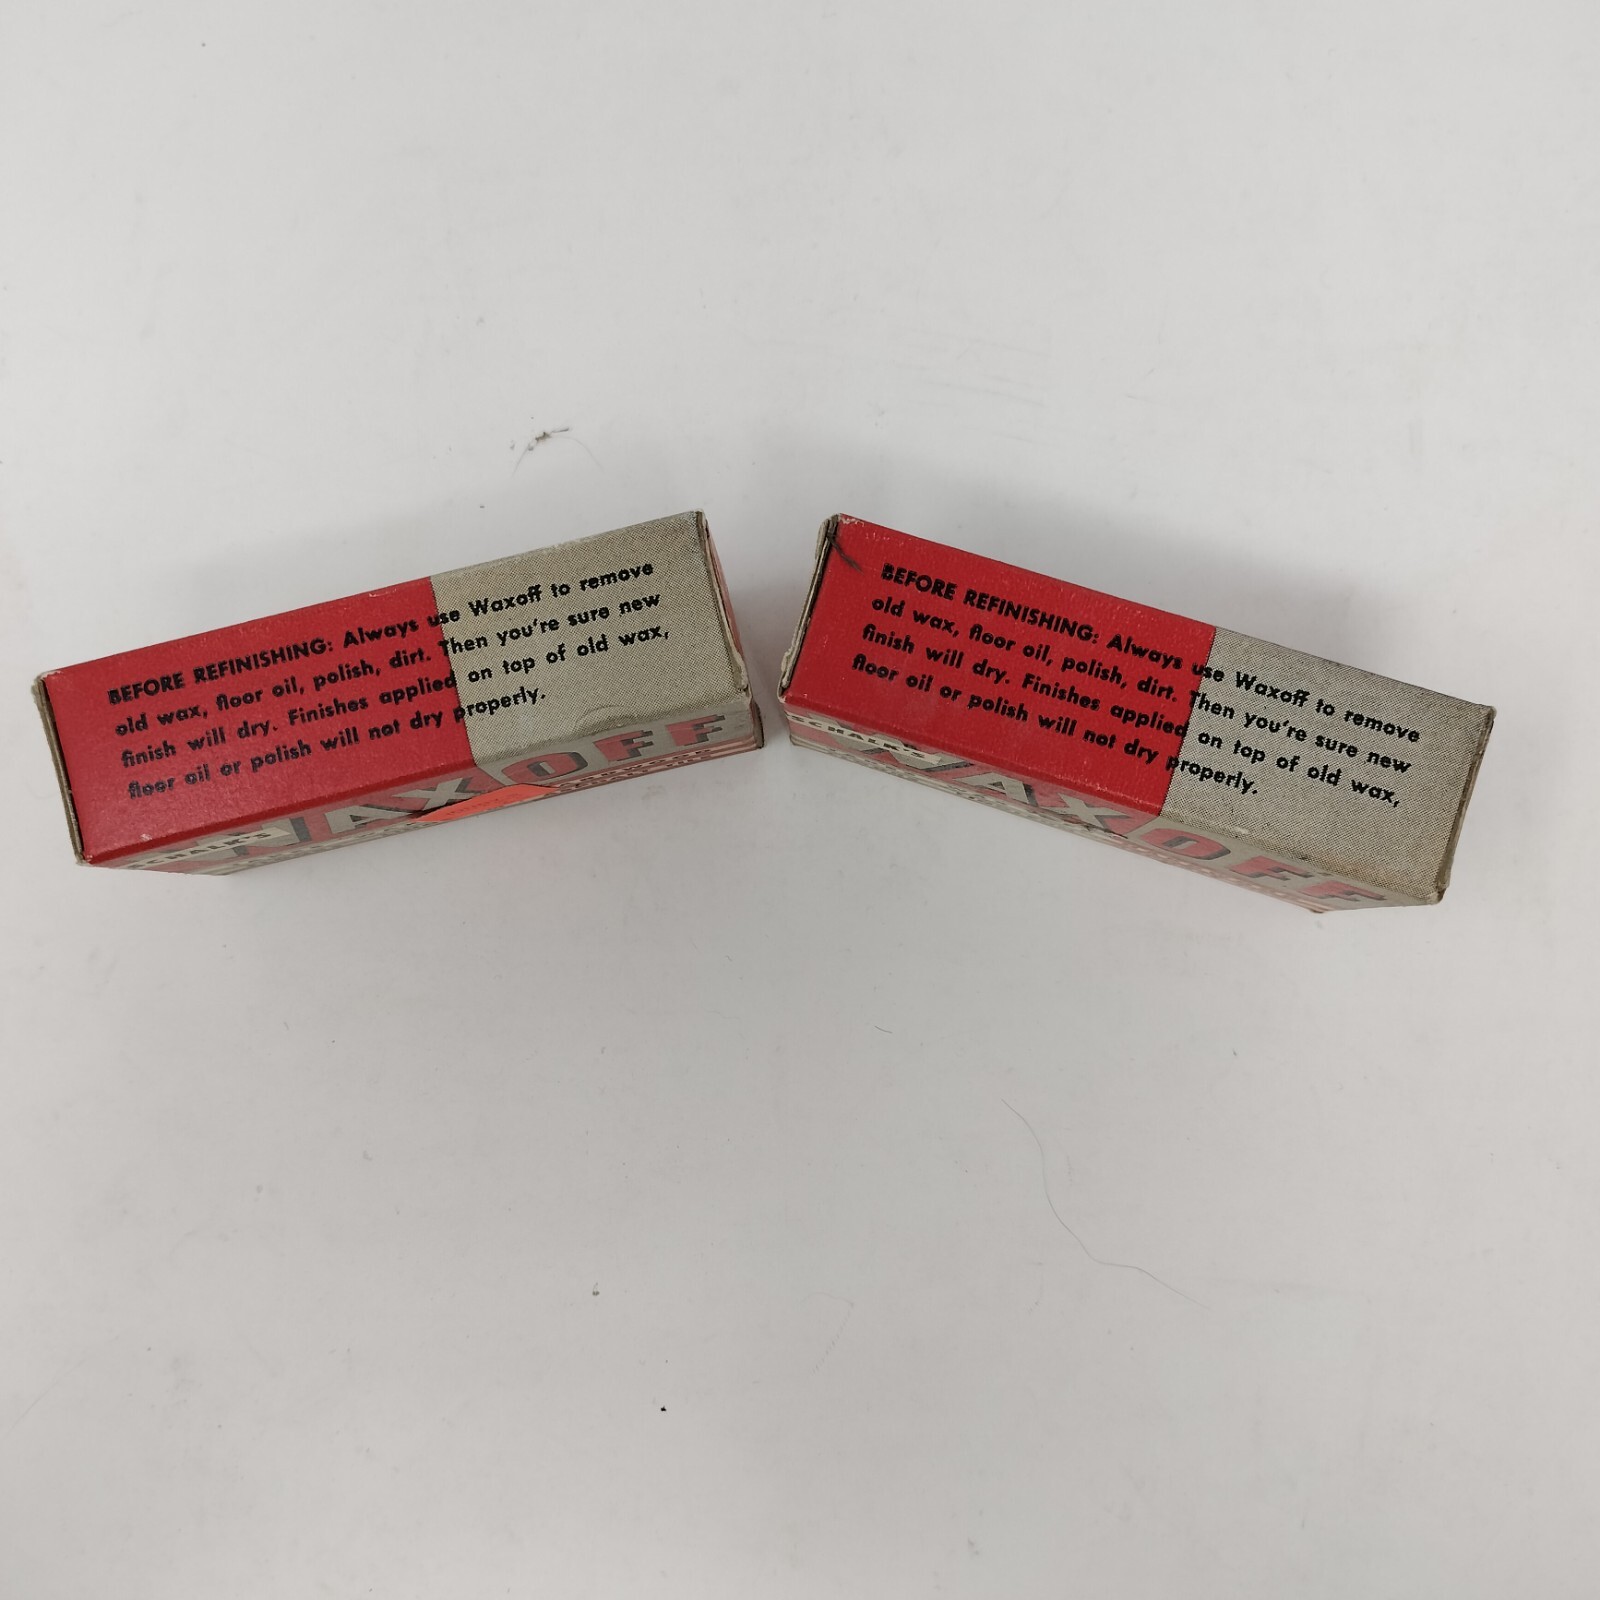 BEFORE REFINISHING: Always use Waxoff to remove
old wax, floor oil, polish, dirt. Then you're sure new
finish will dry. Finishes applied on top of old wax,
floor oil or polish will not dry properly.
SCHALK'S
WAXOFF
BEFORE REFINISHING: Always use Waxoff to remove
old wax, floor oil, polish, dirt. Then you're sure new
finish will dry. Finishes applied on top of old wax,
floor oil or polish will not dry properly.
SCHALK'S
WAXOFF